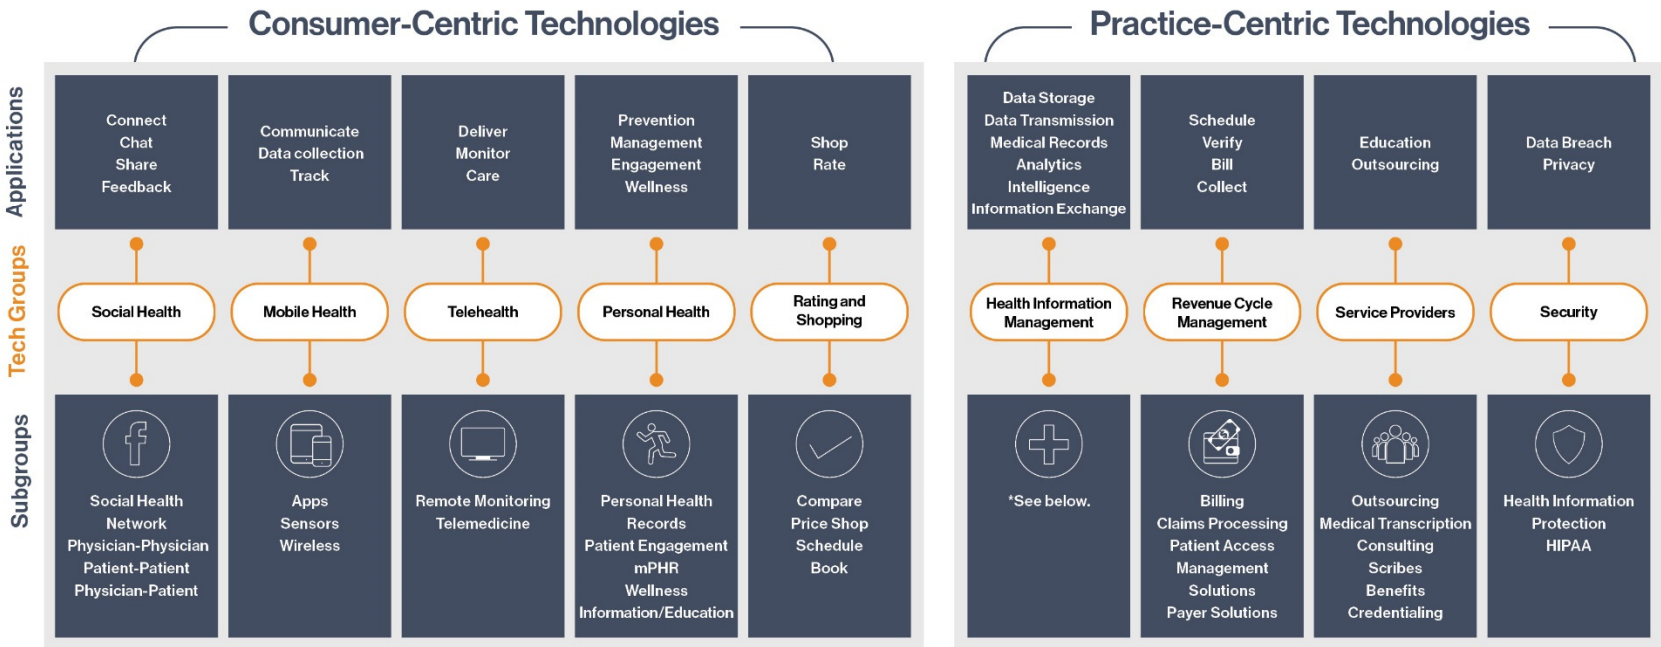 Consumer-Centric Technologies
Practice-Centric Technologies
Applications
Connect
Chat
Share
Feedback
Communicate
Data collection
Track
Deliver
Monitor
Care
Prevention
Management
Engagement
Wellness
Shop
Rate
Data Storage
Data Transmission
Medical Records
Analytics
Intelligence
Information Exchange
Schedule
Verify
Bill
Collect
Education
Outsourcing
Data Breach
Privacy
Tech Groups
Social Health
Mobile Health
Telehealth
Personal Health
Rating and
Shopping
Health Information
Management
Revenue Cycle
Management
Service Providers
Security
Subgroups
Social Health
Network
Physician-Physician
Patient-Patient
Physician-Patient
Apps
Sensors
Wireless
Remote Monitoring
Telemedicine
Personal Health
Records
Patient Engagement
mPHR
Wellness
Information/Education
Compare
Price Shop
Schedule
Book
*See below.
Billing
Claims Processing
Patient Access
Management
Solutions
Payer Solutions
Outsourcing
Medical Transcription
Consulting
Scribes
Benefits
Credentialing
Health Information
Protection
HIPAA